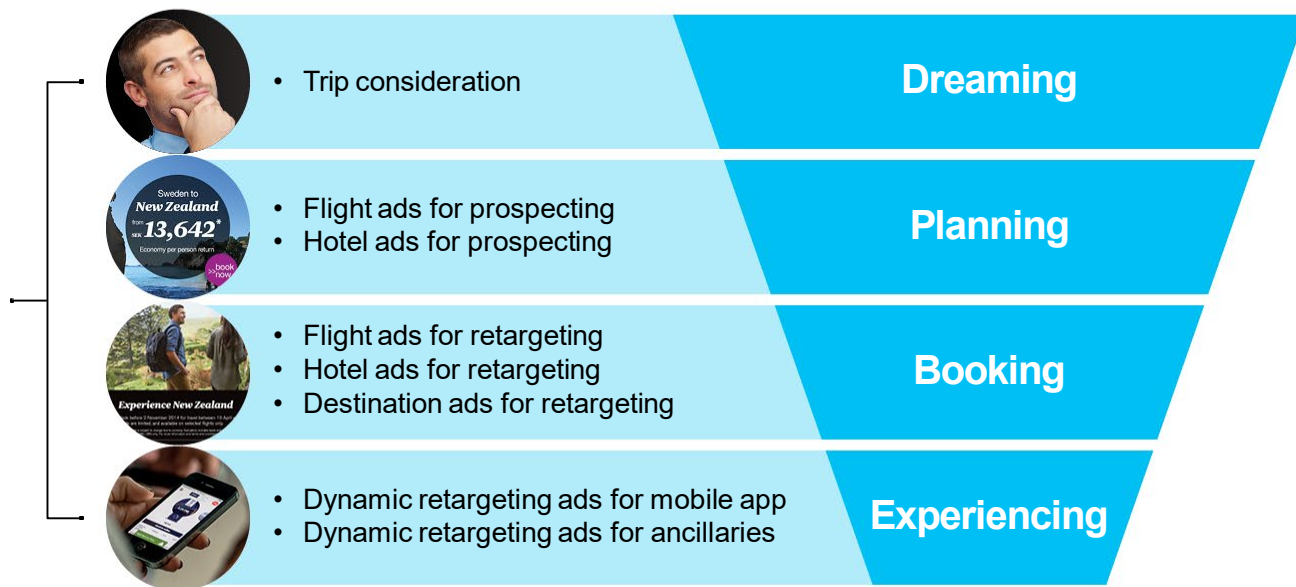 • Trip consideration
Dreaming
Sweden to
New Zealand
from
SEK 13,642*
Economy per person return
>>book
now
• Flight ads for prospecting
• Hotel ads for prospecting
Planning
Experience New Zealand
• Flight ads for retargeting
• Hotel ads for retargeting
• Destination ads for retargeting
Booking
• Dynamic retargeting ads for mobile app
• Dynamic retargeting ads for ancillaries
Experiencing